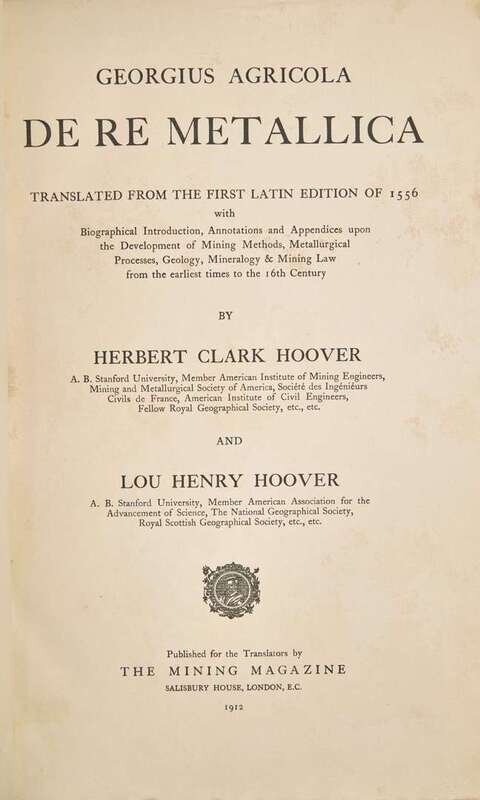 GEORGIUS AGRICOLA
DE RE METALLICA
TRANSLATED FROM THE FIRST LATIN EDITION OF 1556
with
Biographical Introduction, Annotations and Appendices upon
the Development of Mining Methods, Metallurgical
Processes, Geology, Mineralogy & Mining Law
from the earliest times to the 16th Century
BY
HERBERT CLARK HOOVER
A. B. Stanford University, Member American Institute of Mining Engineers,
Mining and Metallurgical Society of America, Société des Ingéniéurs
Civils de France, American Institute of Civil Engineers,
Fellow Royal Geographical Society, etc., etc.
AND
LOU HENRY HOOVER
A. B. Stanford University, Member American Association for the
Advancement of Science, The National Geographical Society,
Royal Scottish Geographical Society, etc., etc.
Published for the Translators by
THE MINING MAGAZINE
SALISBURY HOUSE, LONDON, E.C.
1912